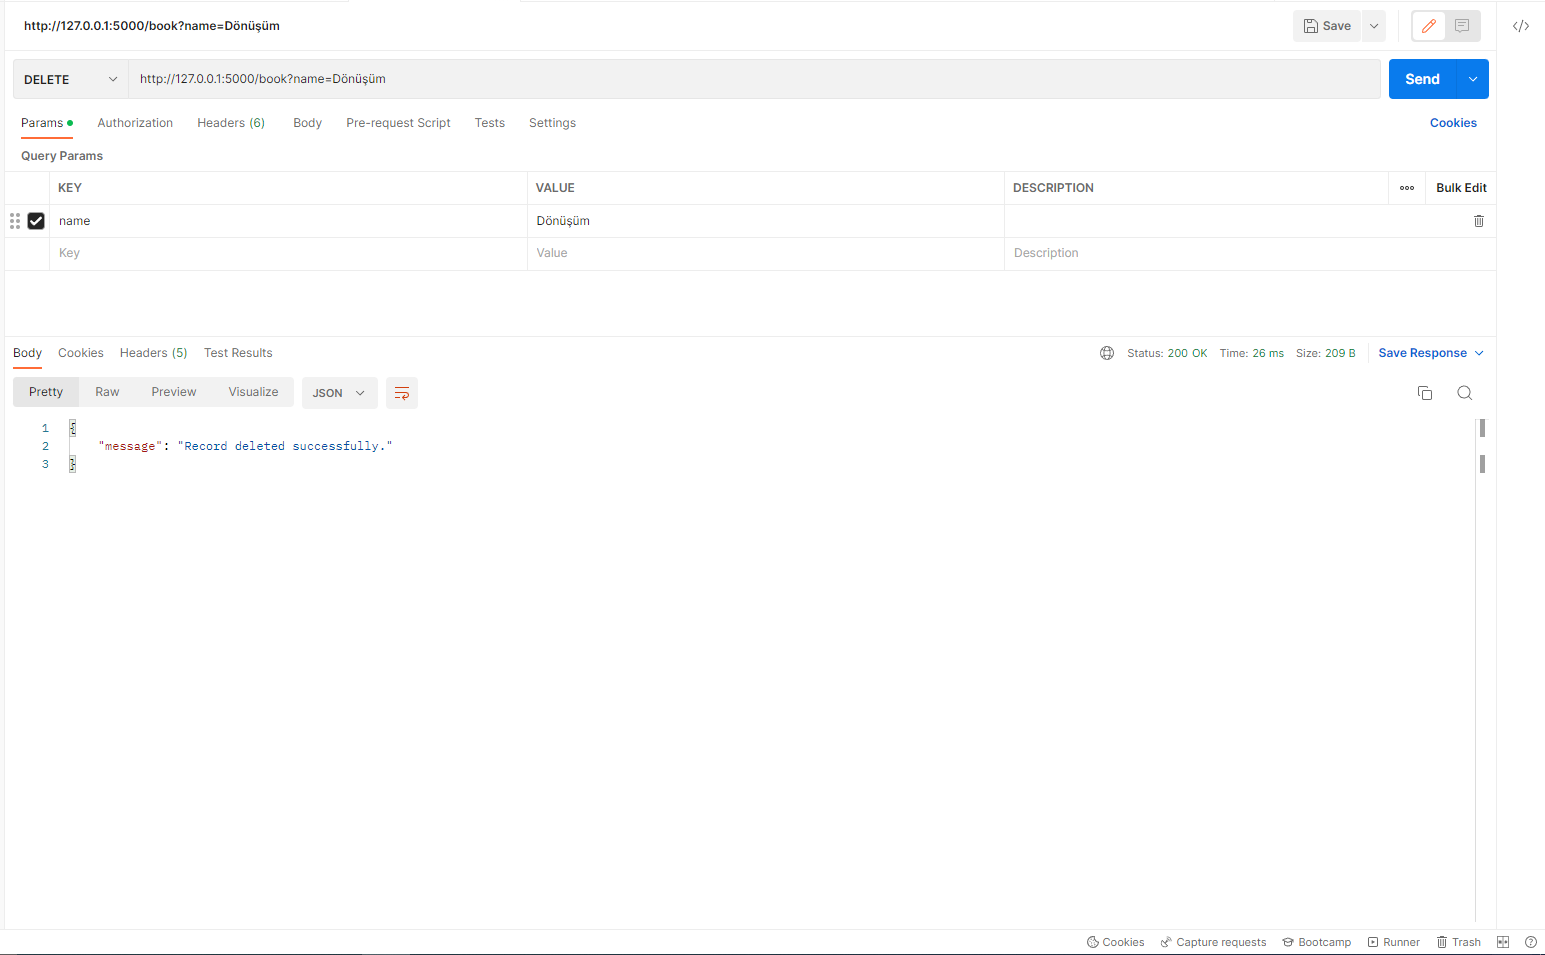 http://127.0.0.1:5000/book?name=Dönüşüm
Save
DELETE
http://127.0.0.1:5000/book?name=Dönüşüm
Send
Params Authorization Headers (6) Body Pre-request Script Tests Settings Cookies
Query Params
KEY VALUE DESCRIPTION Bulk Edit
name Dönüşüm
Key Value Description
Body Cookies Headers (5) Test Results Status: 200 OK Time: 26 ms Size: 209 B Save Response
Pretty Raw Preview Visualize JSON
1 {
2 "message": "Record deleted successfully."
3 }
Cookies Capture requests Bootcamp Runner Trash